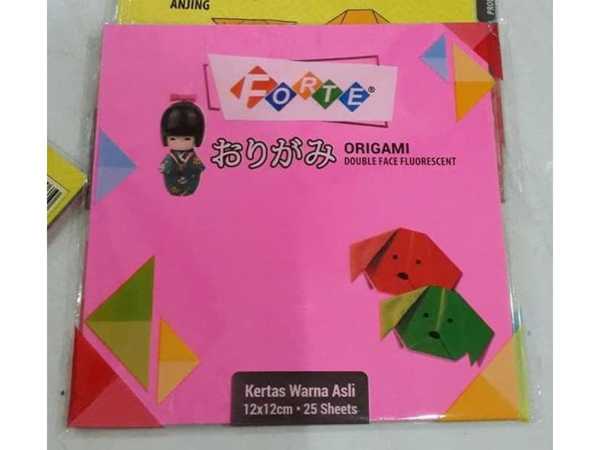 ANJING
FORTE®
おりがみ
ORIGAMI
DOUBLE FACE FLUORESCENT
Kertas Warna Asli
12x12cm • 25 Sheets